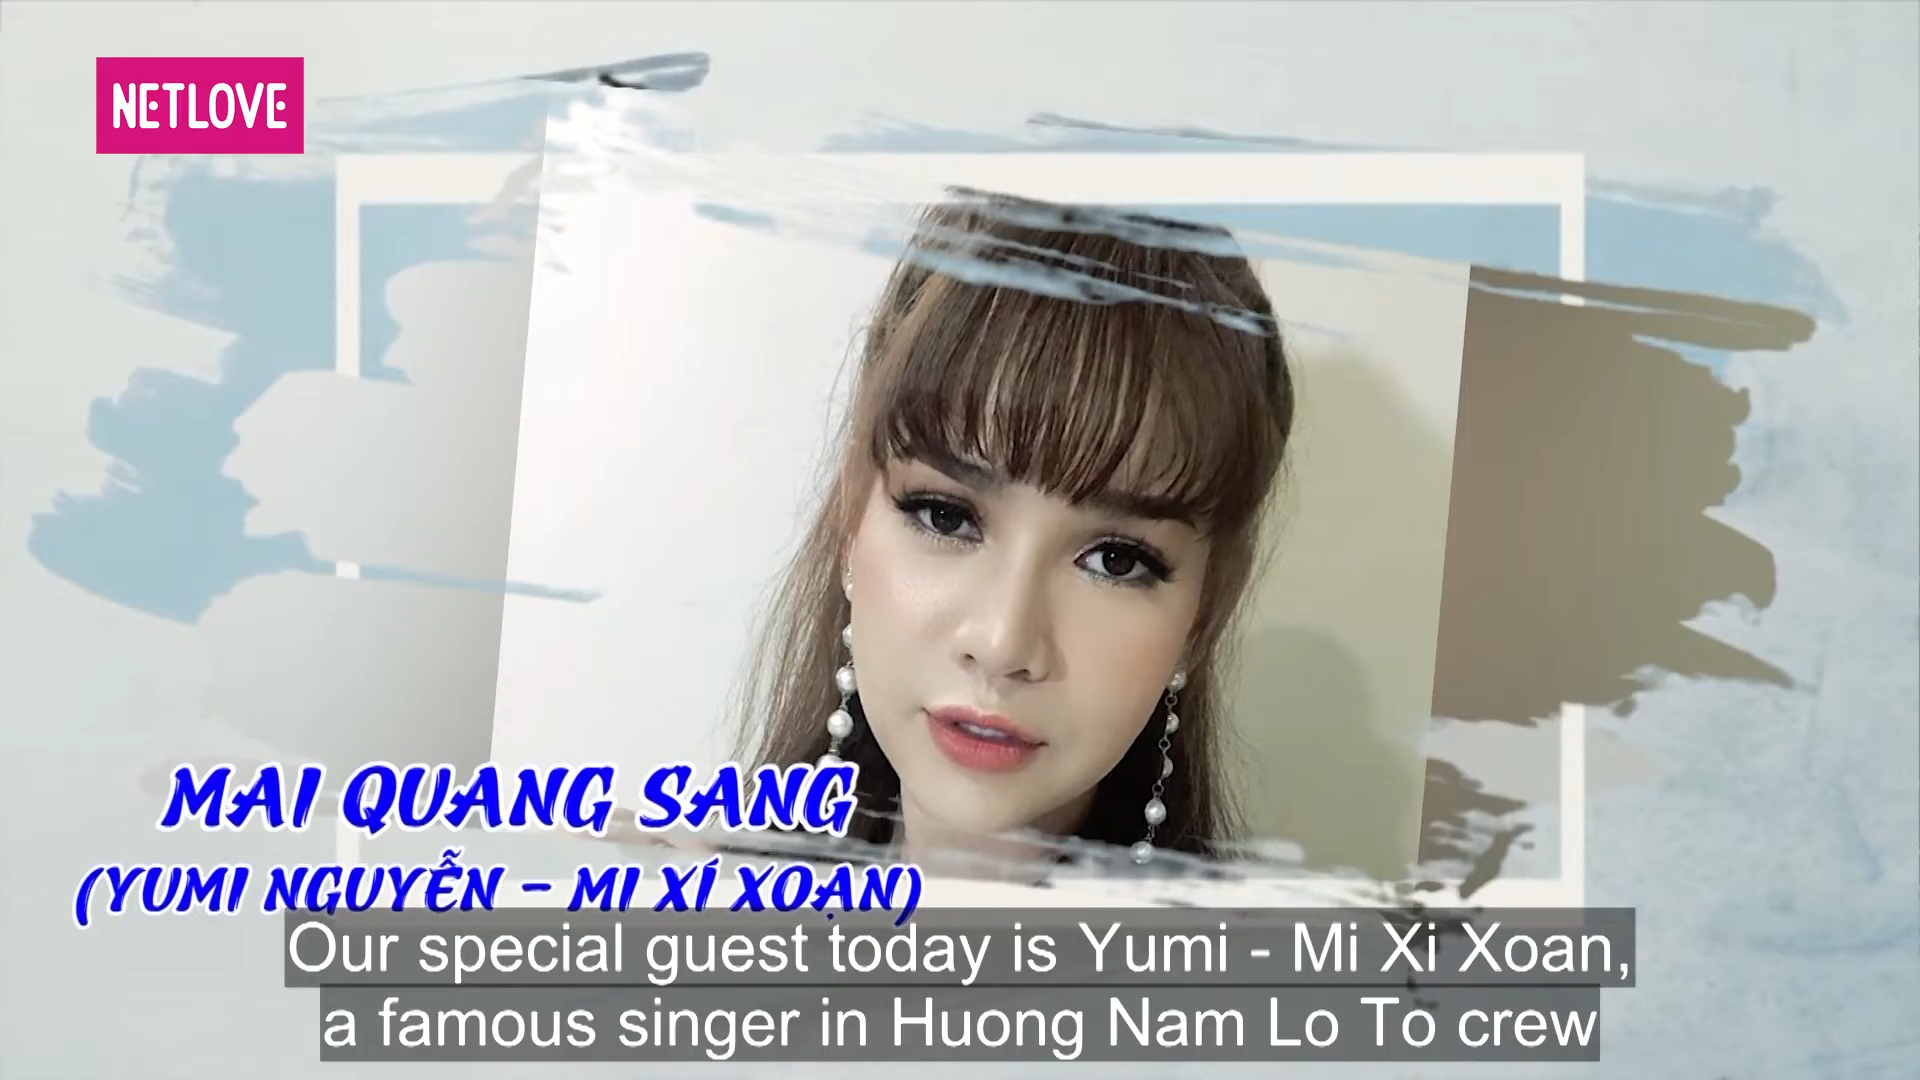 NETLOVE
MAI QUANG SANG
(YUMI NGUYỄN - MI XÍ XOẠN)
Our special guest today is Yumi - Mi Xi Xoan,
a famous singer in Huong Nam Lo To crew